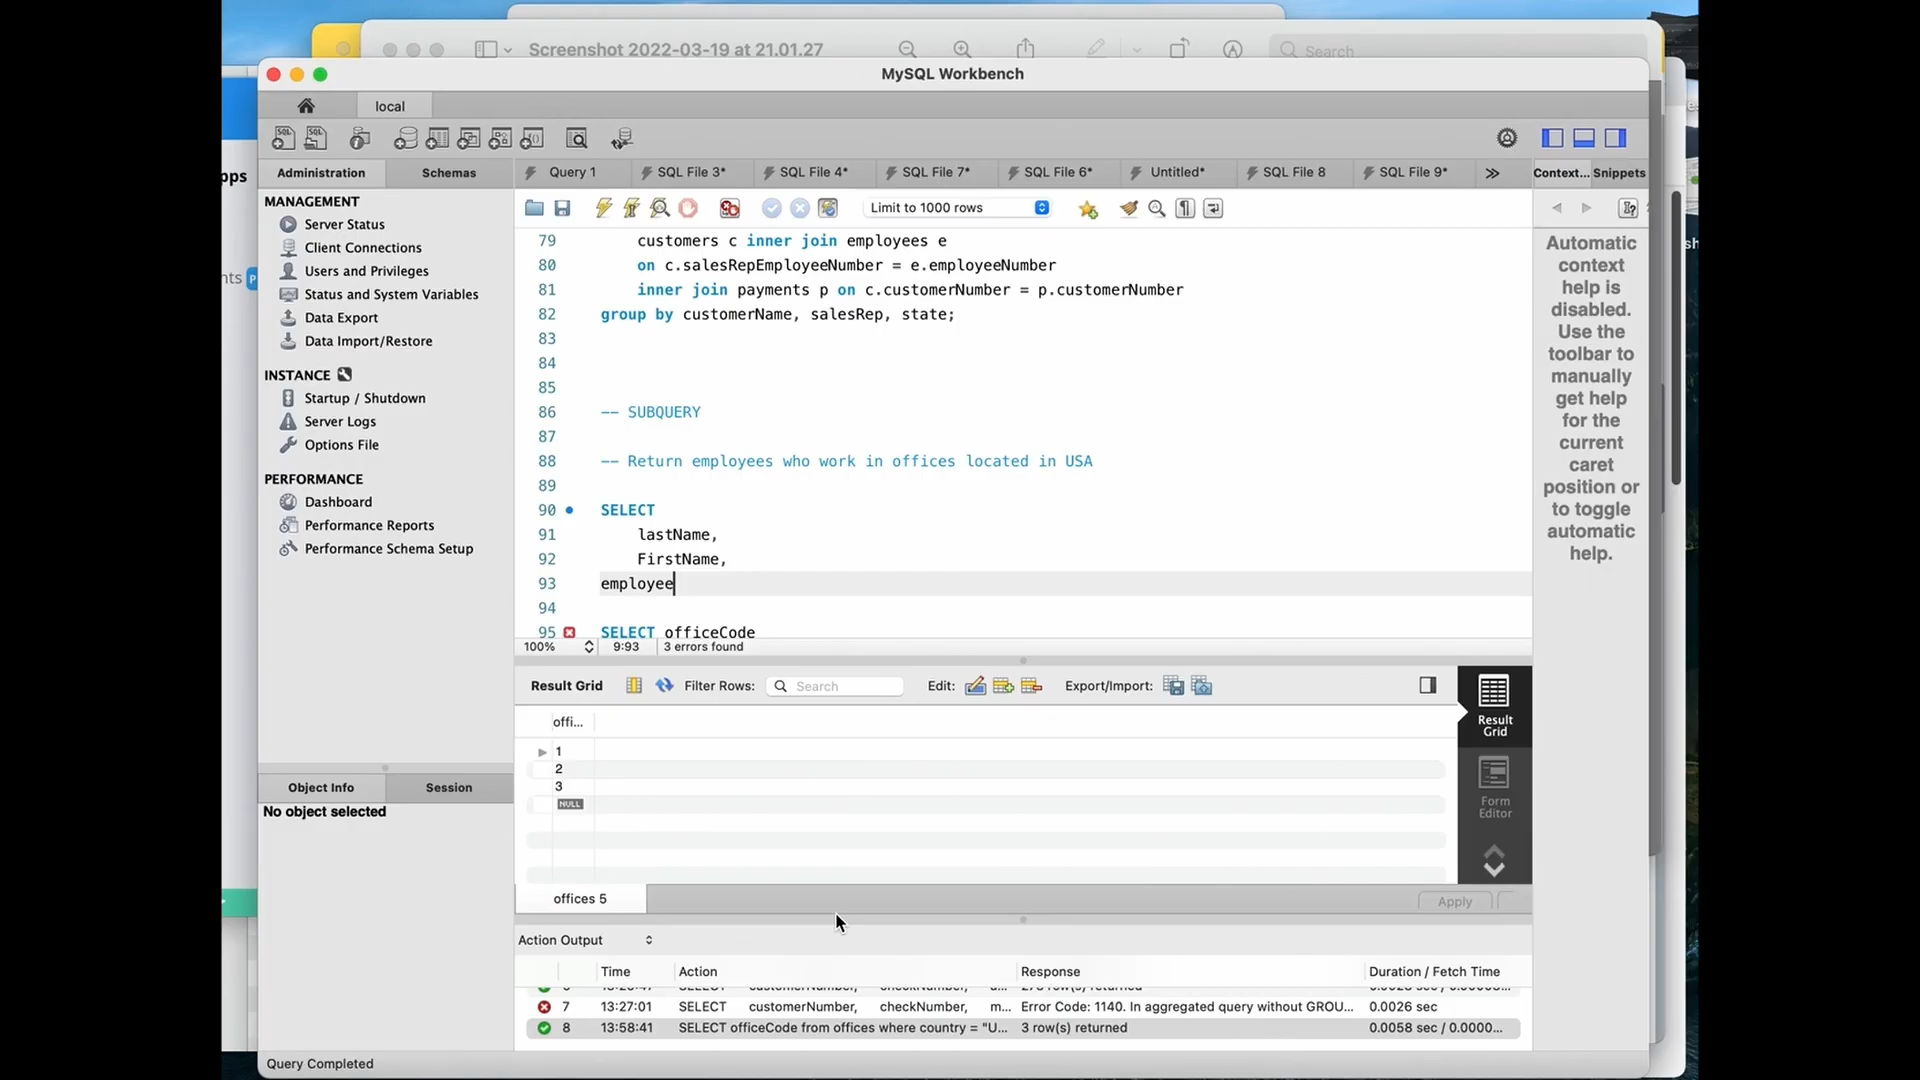 Screenshot 2022-03-19 at 21.01.27
Search
MySQL Workbench
local
Administration
Schemas
Query 1
SQL File 3*
SQL File 4*
SQL File 7*
SQL File 6*
Untitled*
SQL File 8
SQL File 9*
Context...
Snippets
Limit to 1000 rows
MANAGEMENT
Server Status
Client Connections
Users and Privileges
Status and System Variables
Data Export
Data Import/Restore
INSTANCE
Startup / Shutdown
Server Logs
Options File
PERFORMANCE
Dashboard
Performance Reports
Performance Schema Setup
Object Info
Session
No object selected
79 customers c inner join employees e
80 on c.salesRepEmployeeNumber = e.employeeNumber
81 inner join payments p on c.customerNumber = p.customerNumber
82 group by customerName, salesRep, state;
83
84
85
86 -- SUBQUERY
87
88 -- Return employees who work in offices located in USA
89
90 SELECT
91 lastName,
92 FirstName,
93 employee
94
95 SELECT officeCode
100% 9:93 3 errors found
Automatic
context
help is
disabled.
Use the
toolbar to
manually
get help
for the
current
caret
position or
to toggle
automatic
help.
Result Grid Filter Rows: Search Edit: Export/Import:
offi...
1
2
3
NULL
Result
Grid
Form
Editor
offices 5
Apply
Action Output
Time Action Response Duration / Fetch Time
7 13:27:01 SELECT customerNumber, checkNumber, m... Error Code: 1140. In aggregated query without GROU... 0.0026 sec
8 13:58:41 SELECT officeCode from offices where country = "U... 3 row(s) returned 0.0058 sec / 0.0000...
Query Completed